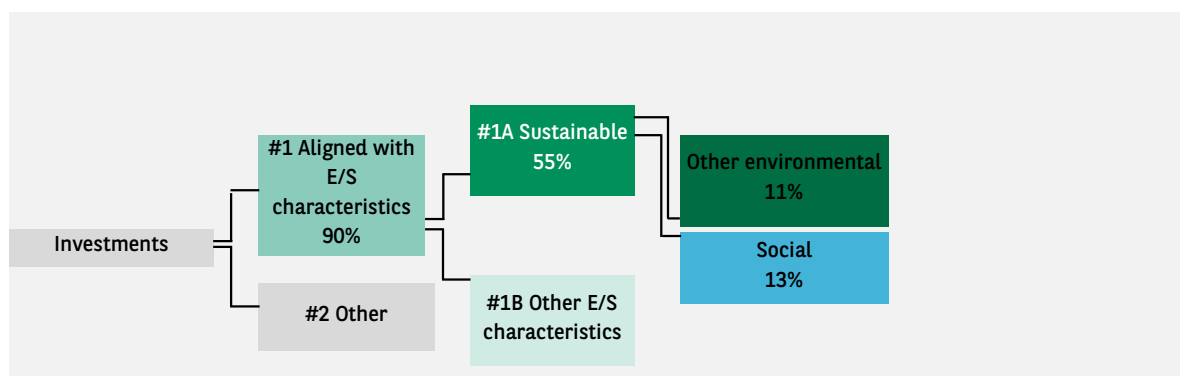 Investments
#1 Aligned with
E/S
characteristics
90%
#2 Other
#1A Sustainable
55%
#1B Other E/S
characteristics
Other environmental
11%
Social
13%